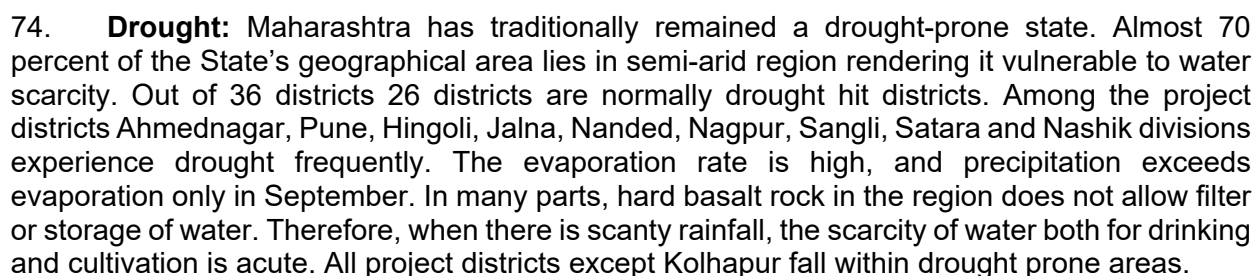 74. Drought: Maharashtra has traditionally remained a drought-prone state. Almost 70
percent of the State's geographical area lies in semi-arid region rendering it vulnerable to water
scarcity. Out of 36 districts 26 districts are normally drought hit districts. Among the project
districts Ahmednagar, Pune, Hingoli, Jalna, Nanded, Nagpur, Sangli, Satara and Nashik divisions
experience drought frequently. The evaporation rate is high, and precipitation exceeds
evaporation only in September. In many parts, hard basalt rock in the region does not allow filter
or storage of water. Therefore, when there is scanty rainfall, the scarcity of water both for drinking
and cultivation is acute. All project districts except Kolhapur fall within drought prone areas.